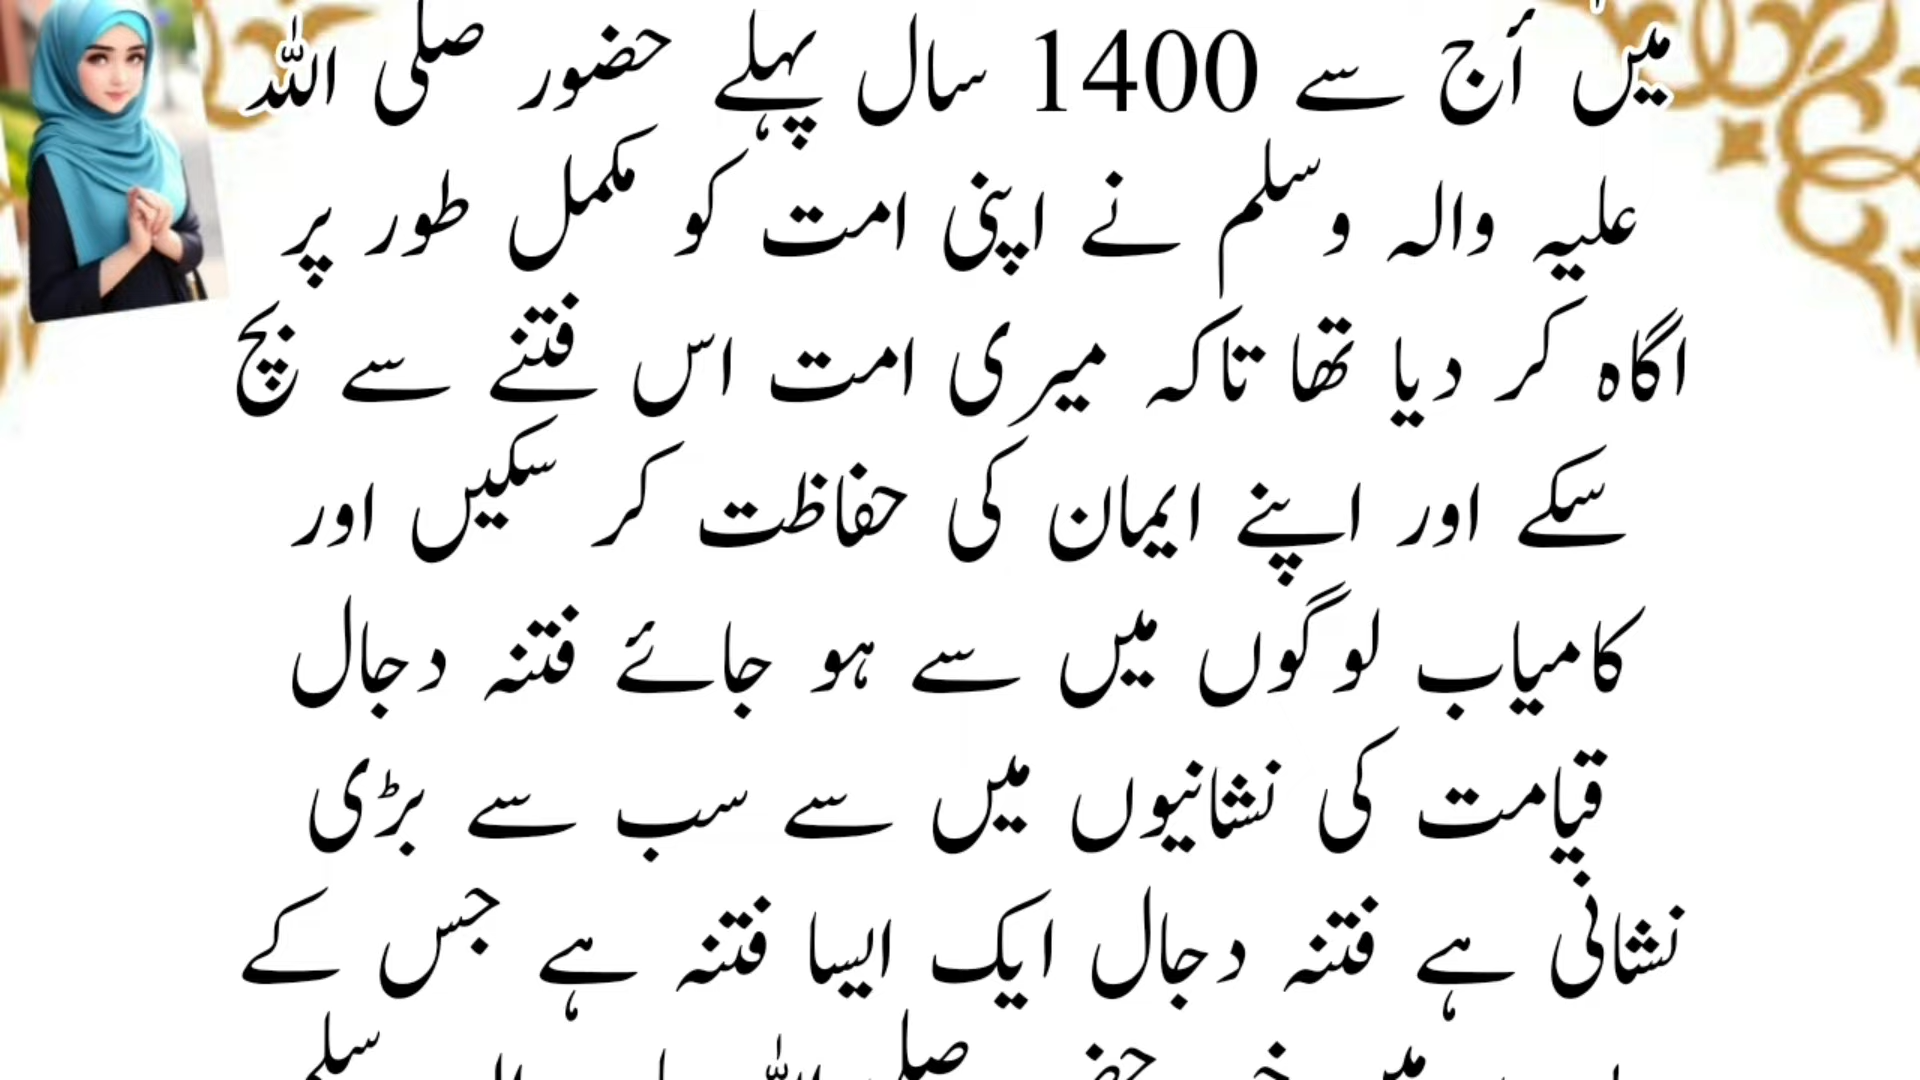 میں أج سے 1400 سال پہلے حضور صلی اللہ
علیہ والہ وسلم نے اپنی امت کو مکمل طور پر
اگاہ کر دیا تھا تاکہ میری امت اس فتنے سے بچ
سکے اور اپنے ایمان کی حفاظت کر سکیں اور
کامیاب لوگوں میں سے ہو جائے فتنہ دجال
قیامت کی نشانیوں میں سے سب سے بڑی
نشانی ہے فتنہ دجال ایک ایسا فتنہ ہے جس کے